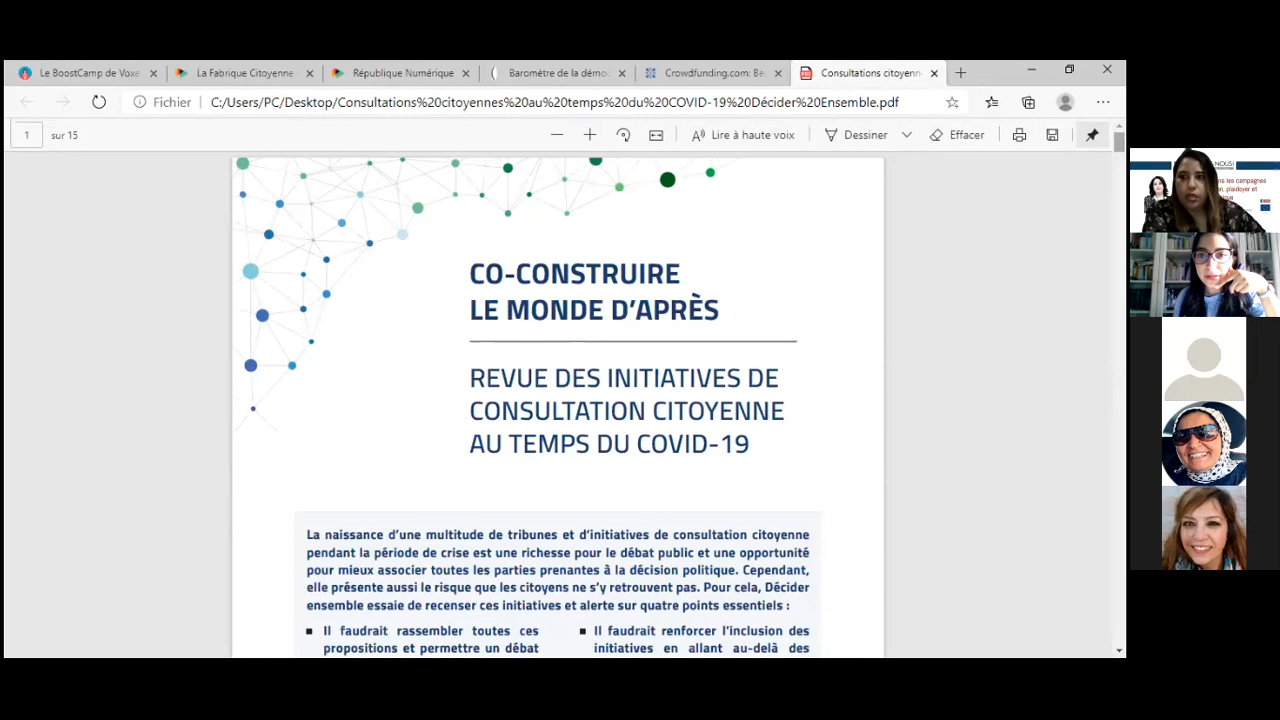 Le BoostCamp de Voxe
La Fabrique Citoyenne
République Numérique
Baromètre de la démoc
Crowdfunding.com: Be
Consultations citoyenn
Fichier
C:/Users/PC/Desktop/Consultations%20citoyennes%20au%20temps%20du%20COVID-19%20Décider%20Ensemble.pdf
1
sur 15
Lire à haute voix
Dessiner
Effacer
CO-CONSTRUIRE
LE MONDE D'APRÈS
REVUE DES INITIATIVES DE
CONSULTATION CITOYENNE
AU TEMPS DU COVID-19
La naissance d'une multitude de tribunes et d'initiatives de consultation citoyenne
pendant la période de crise est une richesse pour le débat public et une opportunité
pour mieux associer toutes les parties prenantes à la décision politique. Cependant,
elle présente aussi le risque que les citoyens ne s'y retrouvent pas. Pour cela, Décider
ensemble essaie de recenser ces initiatives et alerte sur quatre points essentiels :
Il faudrait rassembler toutes ces
propositions et permettre un débat
Il faudrait renforcer l'inclusion des
initiatives en allant au-delà des
NOUS!
les campagnes
plaidoyer et